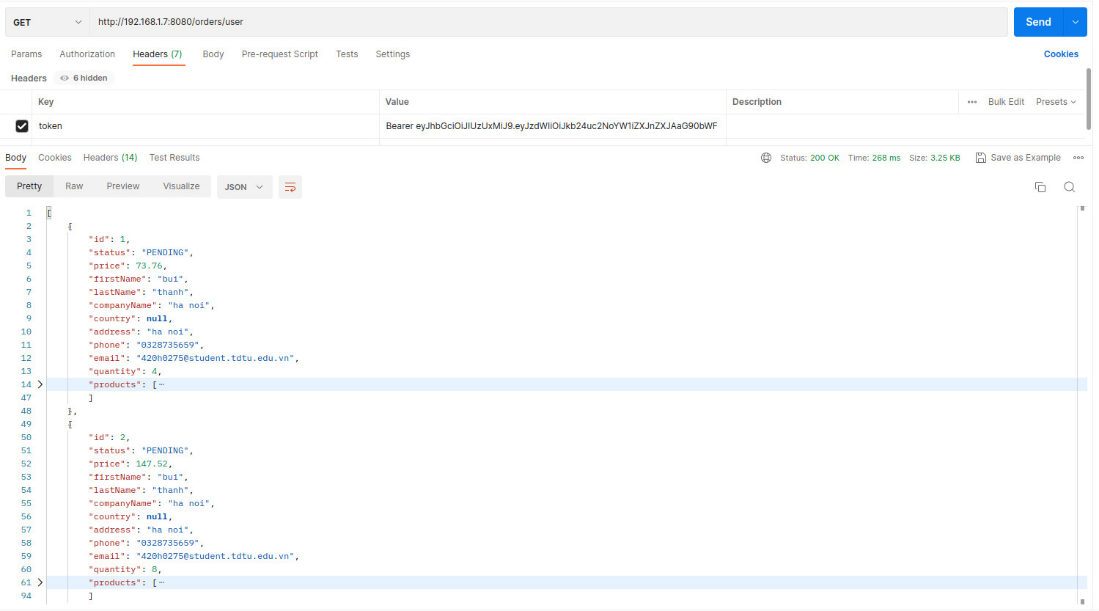 GET http://192.168.1.7:8080/orders/user Send
Params Authorization Headers (7) Body Pre-request Script Tests Settings Cookies
Headers 6 hidden
Key Value Description ••• Bulk Edit Presets
token Bearer eyJhbGciOiJIUzUxMiJ9.eyJzdWIiOiJkb24uc2NoYW1iZXJnZXJAaG90bWF
Body Cookies Headers (14) Test Results Status: 200 OK Time: 268 ms Size: 3.25 KB Save as Example
Pretty Raw Preview Visualize JSON
1 [
2 {
3 "id": 1,
4 "status": "PENDING",
5 "price": 73.76,
6 "firstName": "bui",
7 "lastName": "thanh",
8 "companyName": "ha noi",
9 "country": null,
10 "address": "ha noi",
11 "phone": "0328735659",
12 "email": "420h0275@student.tdtu.edu.vn",
13 "quantity": 4,
14 "products": [⋯
47 ]
48 },
49 {
50 "id": 2,
51 "status": "PENDING",
52 "price": 147.52,
53 "firstName": "bui",
54 "lastName": "thanh",
55 "companyName": "ha noi",
56 "country": null,
57 "address": "ha noi",
58 "phone": "0328735659",
59 "email": "420h0275@student.tdtu.edu.vn",
60 "quantity": 8,
61 "products": [⋯
94 ]